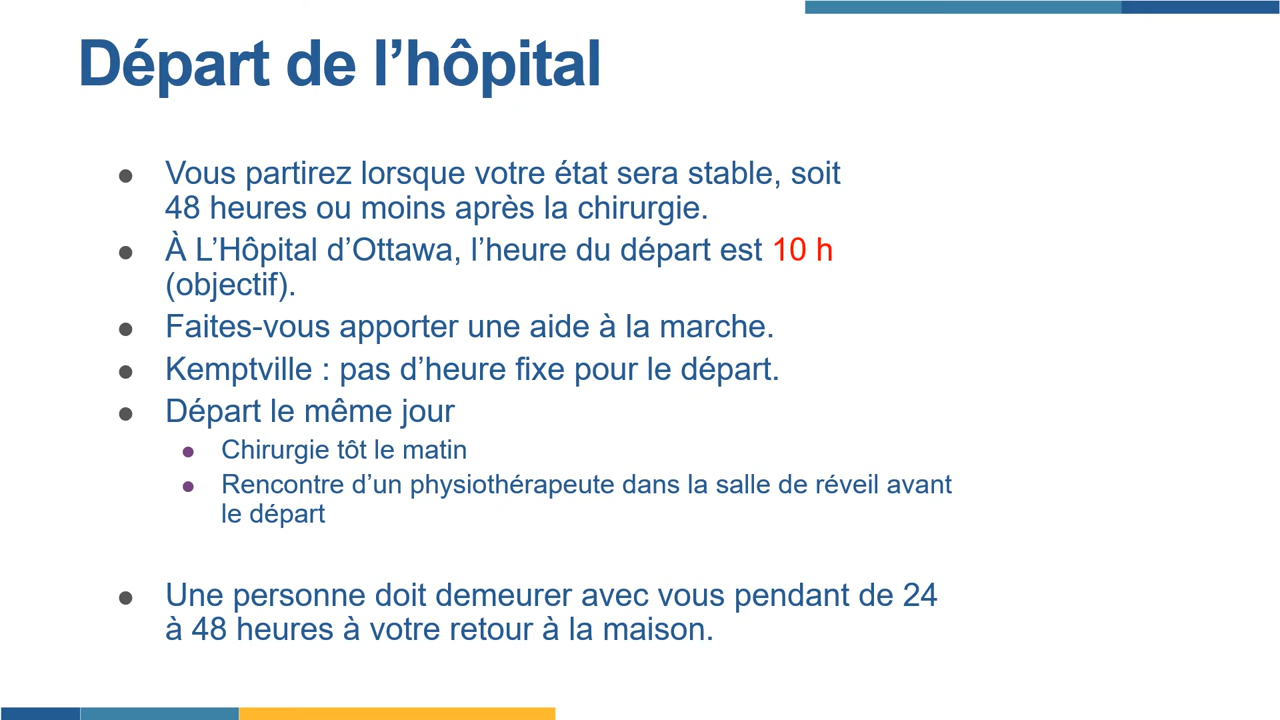 Départ de l’hôpital
● Vous partirez lorsque votre état sera stable, soit
48 heures ou moins après la chirurgie.
● À L’Hôpital d’Ottawa, l’heure du départ est 10 h
(objectif).
● Faites-vous apporter une aide à la marche.
● Kemptville : pas d’heure fixe pour le départ.
● Départ le même jour
● Chirurgie tôt le matin
● Rencontre d’un physiothérapeute dans la salle de réveil avant
le départ
● Une personne doit demeurer avec vous pendant de 24
à 48 heures à votre retour à la maison.